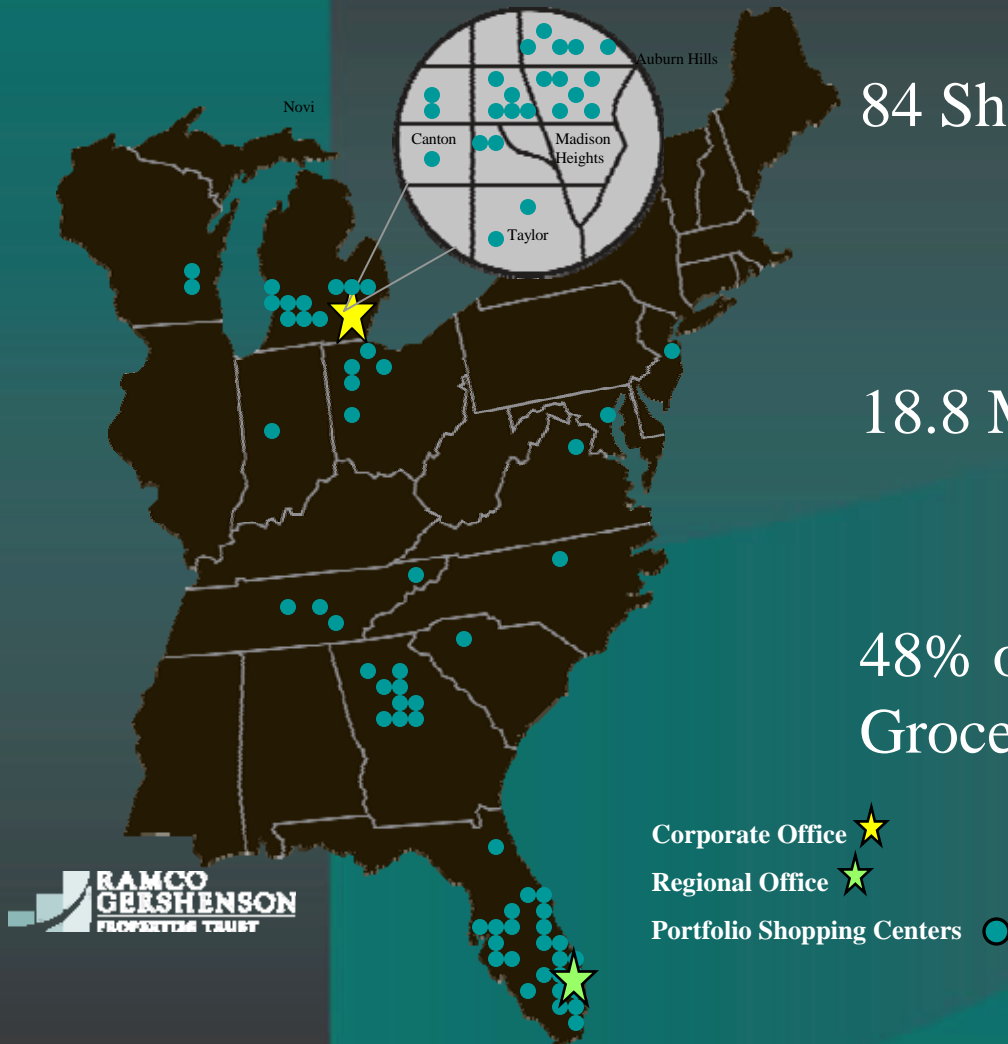 Auburn Hills
84 Sh
Novi
Canton
Madison
Heights
Taylor
18.8 M
48% o
Groce
Corporate Office
Regional Office
Portfolio Shopping Centers
RAMCO
GERSHENSON
PROPERTIES TRUST